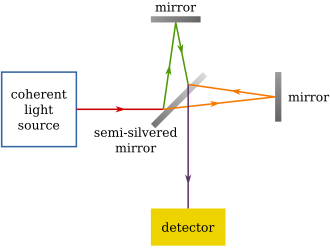 mirror
coherent
light
source
mirror
semi-silvered
mirror
detector